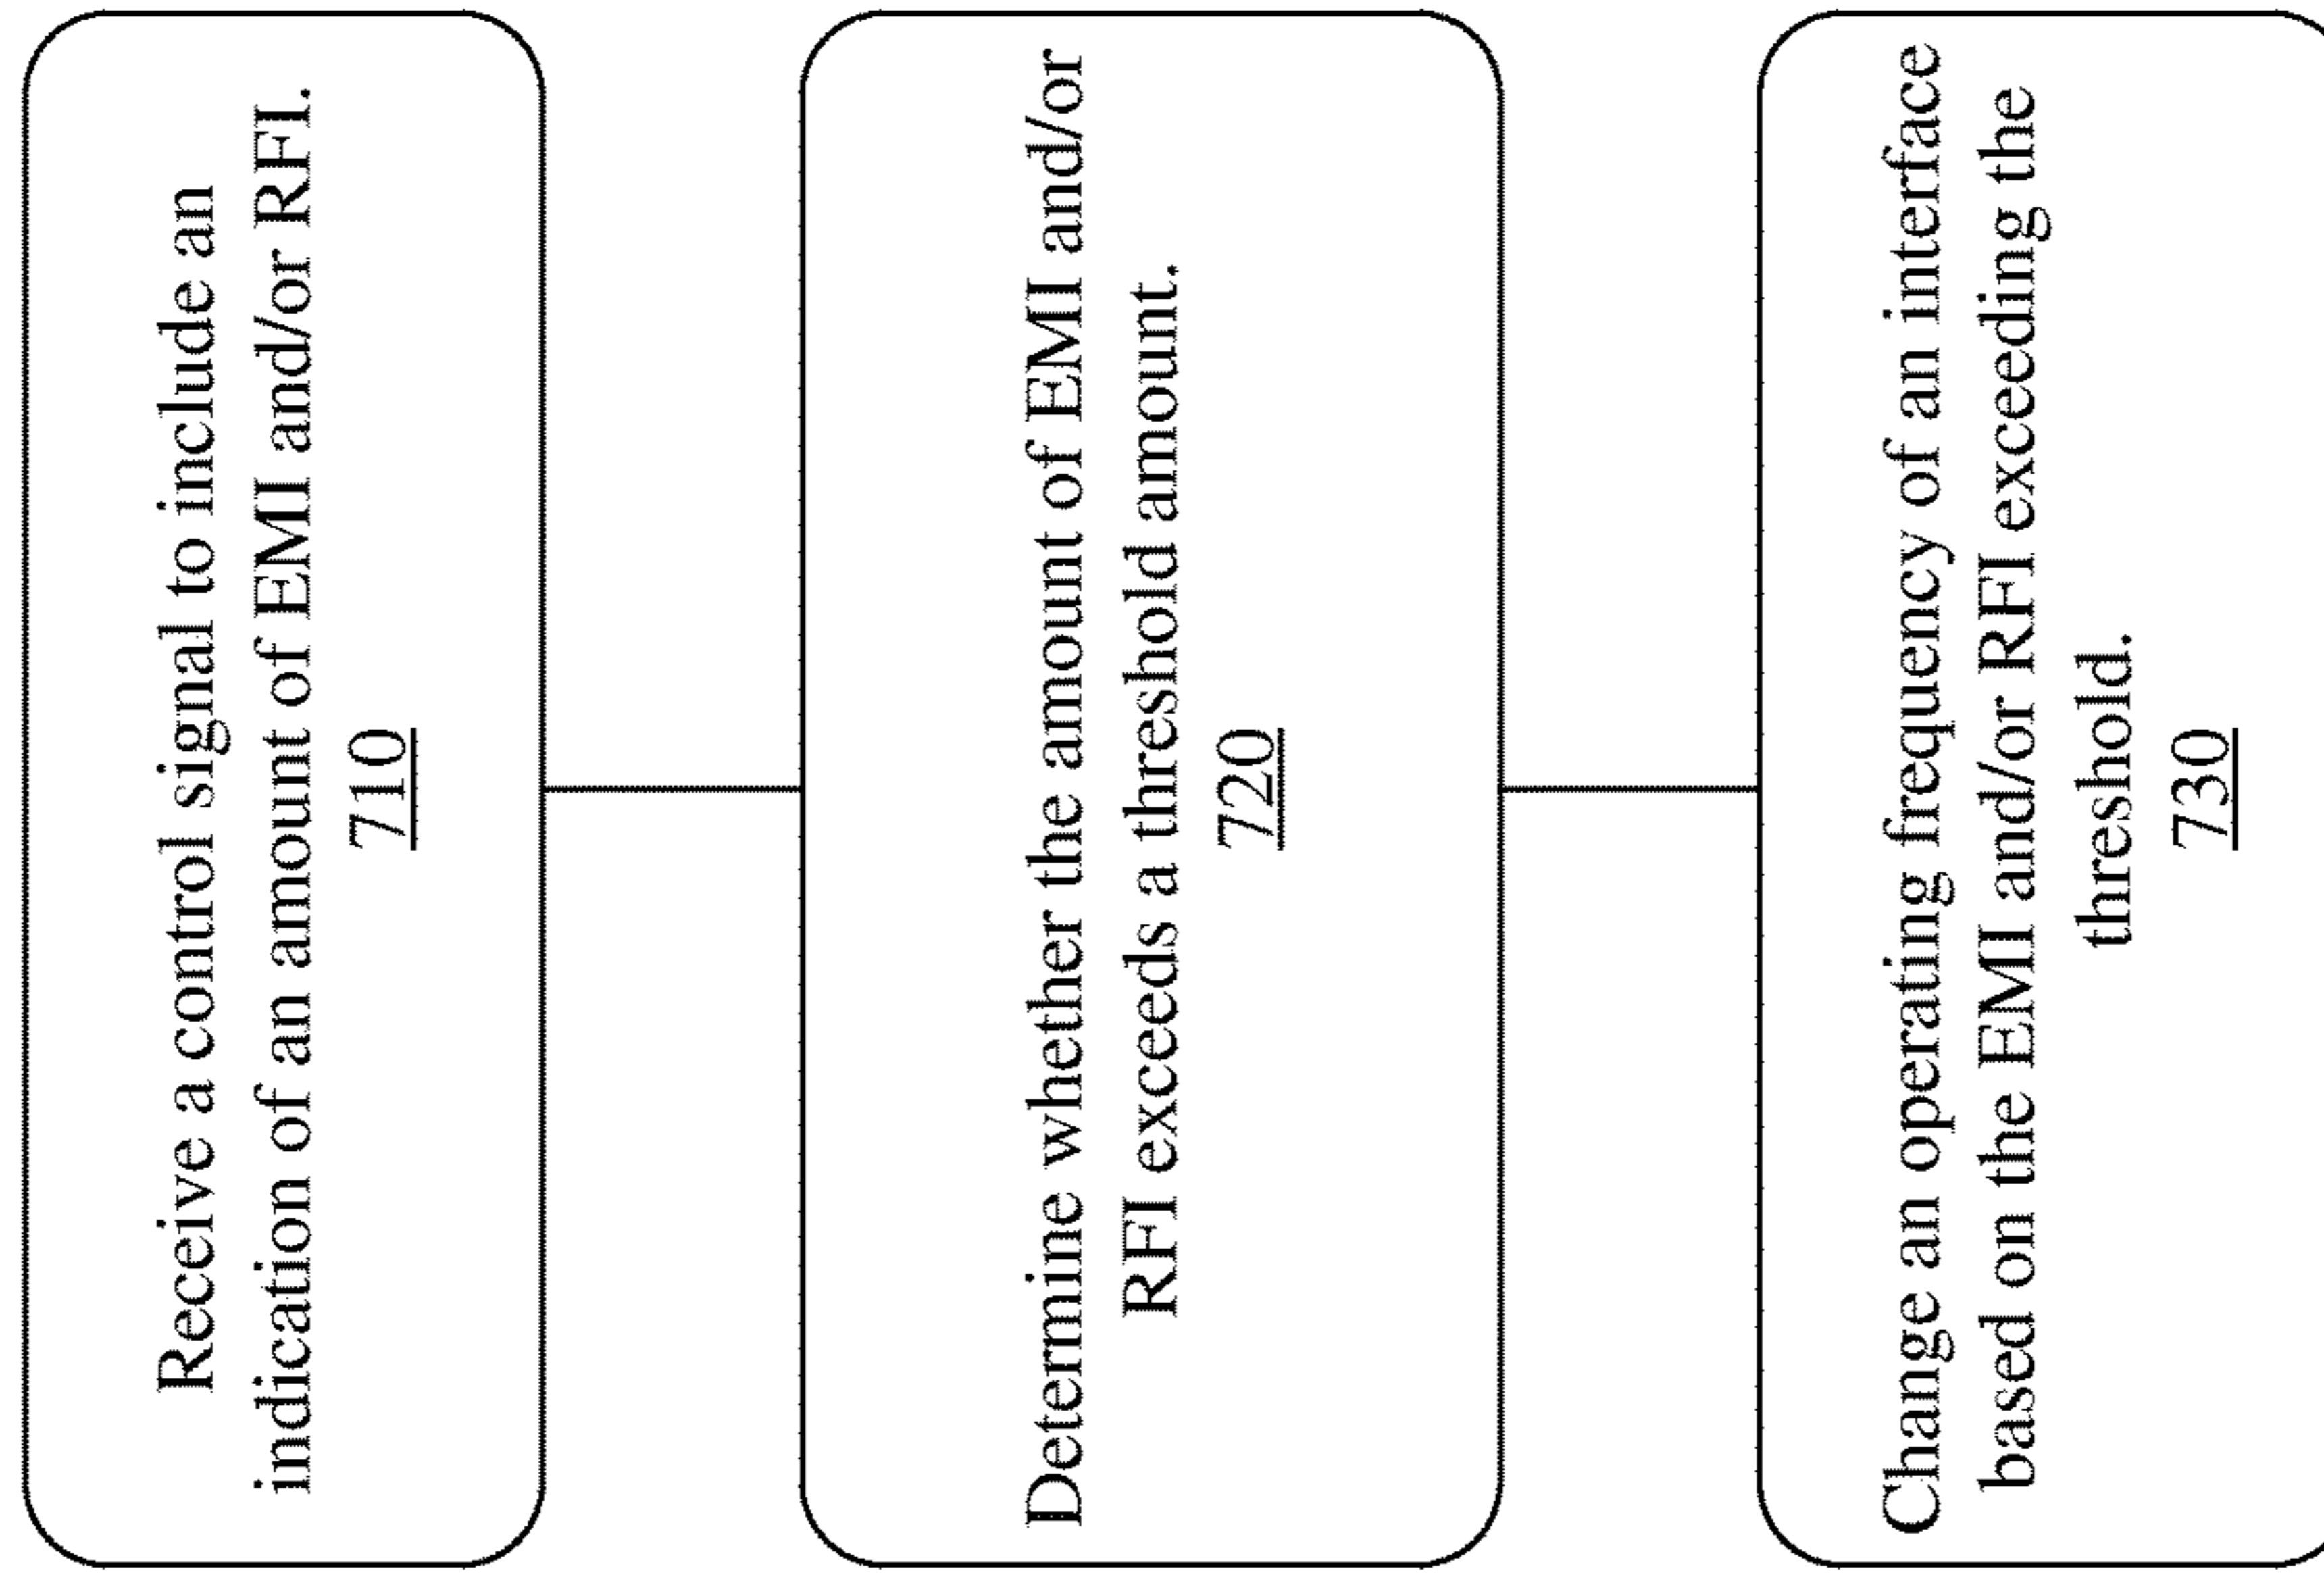 Receive a control signal to include an
indication of an amount of EMI and/or RFI.
710
Determine whether the amount of EMI and/or
RFI exceeds a threshold amount.
720
Change an operating frequency of an interface
based on the EMI and/or RFI exceeding the
threshold.
730